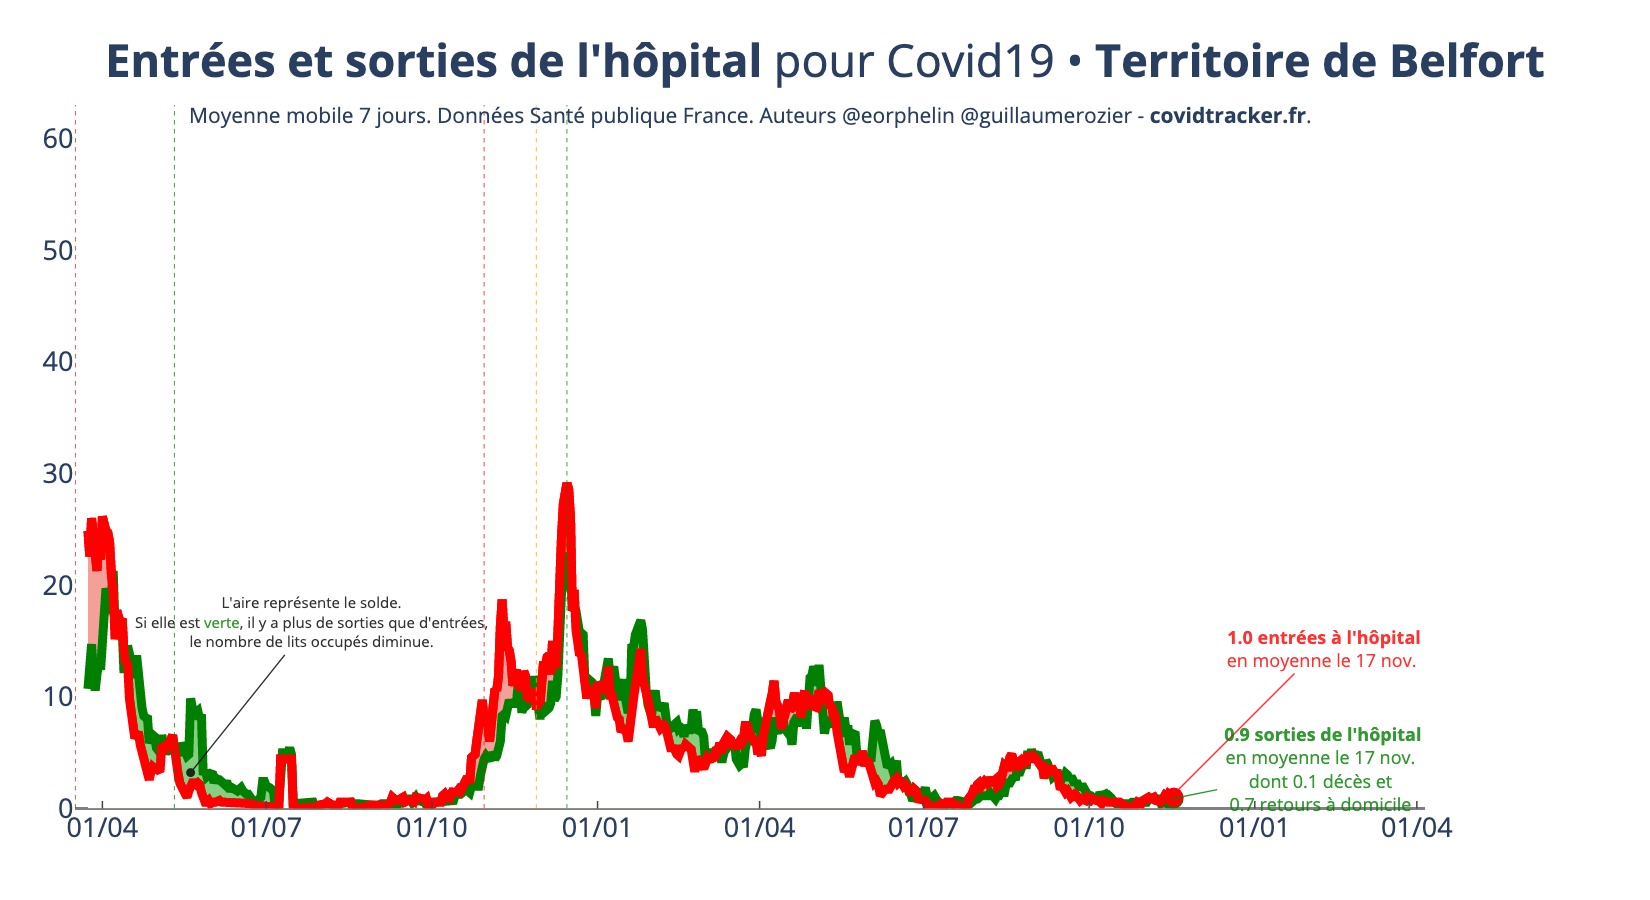 Entrées et sorties de l'hôpital pour Covid19 • Territoire de Belfort
Moyenne mobile 7 jours. Données Santé publique France. Auteurs @eorphelin @guillaumerozier - covidtracker.fr.
60
50
40
30
20
10
0
L'aire représente le solde.
Si elle est verte, il y a plus de sorties que d'entrées,
le nombre de lits occupés diminue.
1.0 entrées à l'hôpital
en moyenne le 17 nov.
0.9 sorties de l'hôpital
en moyenne le 17 nov.
dont 0.1 décès et
0.7 retours à domicile
01/04 01/07 01/10 01/01 01/04 01/07 01/10 01/01 01/04